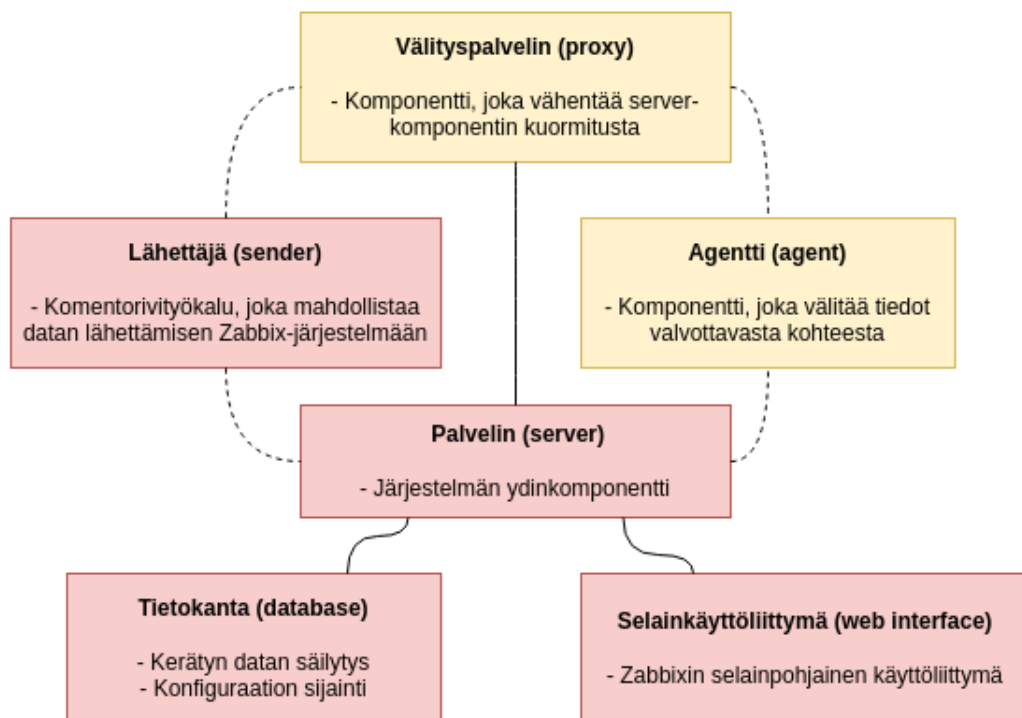 Välityspalvelin (proxy)
- Komponentti, joka vähentää server-
komponentin kuormitusta
Lähettäjä (sender)
- Komentorivityökalu, joka mahdollistaa
datan lähettämisen Zabbix-järjestelmään
Agentti (agent)
- Komponentti, joka välitää tiedot
valvottavasta kohteesta
Palvelin (server)
- Järjestelmän ydinkomponentti
Tietokanta (database)
- Kerätyn datan säilytys
- Konfiguraation sijainti
Selainkäyttöliittymä (web interface)
- Zabbixin selainpohjainen käyttöliittymä